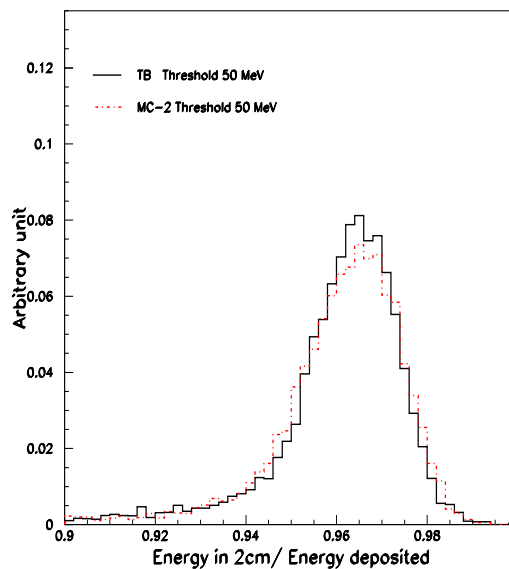 0.12
TB Threshold 50 MeV
MC-2 Threshold 50 MeV
0.1
0.08
0.06
0.04
0.02
0
0.9 0.92 0.94 0.96 0.98
Arbitrary unit
Energy in 2cm/ Energy deposited